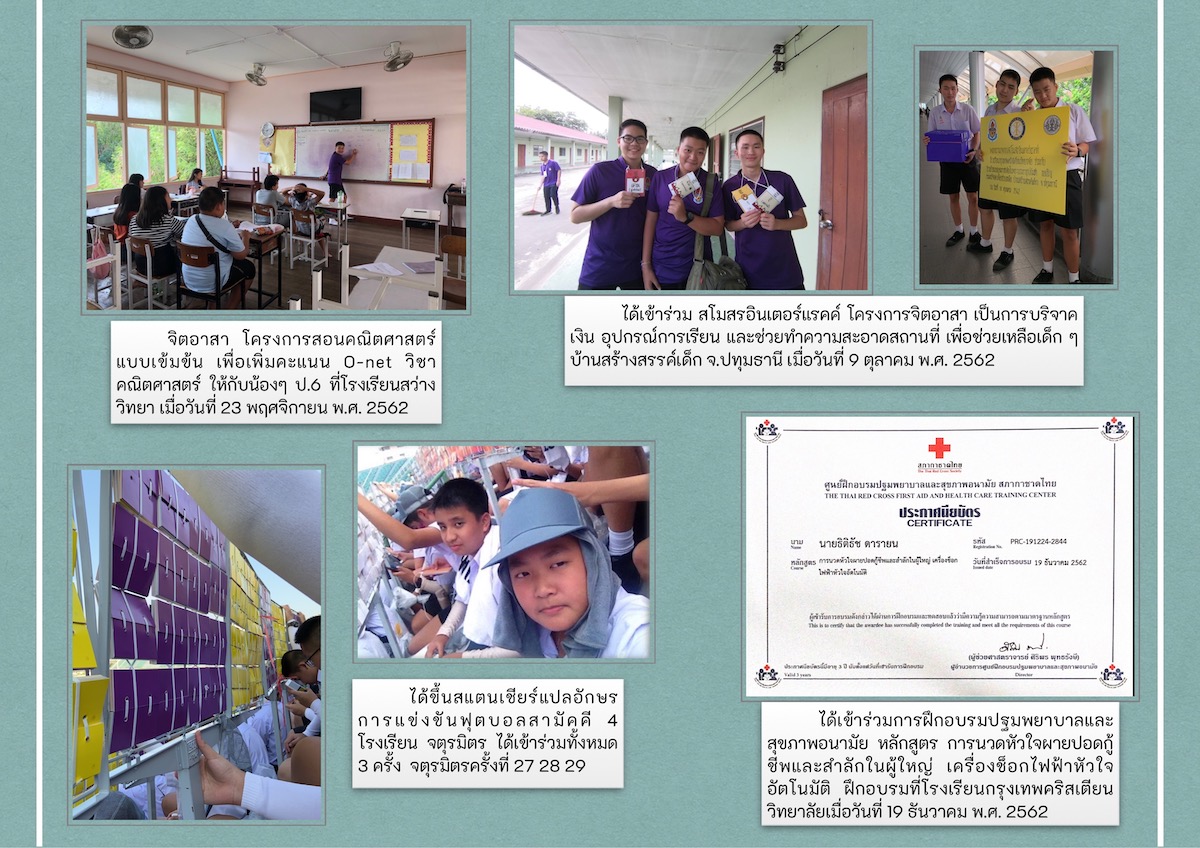 จิตอาสา โครงการสอนคณิตศาสตร์
แบบเข้มข้น เพื่อเพิ่มคะแนน O-net วิชา
คณิตศาสตร์ ให้กับน้องๆ ป.6 ที่โรงเรียนสว่าง
วิทยา เมื่อวันที่ 23 พฤศจิกายน พ.ศ. 2562
ได้เข้าร่วม สโมสรอินเตอร์แรคค์ โครงการจิตอาสา เป็นการบริจาค
เงิน อุปกรณ์การเรียน และช่วยทำความสะอาดสถานที่ เพื่อช่วยเหลือเด็ก ๆ
บ้านสร้างสรรค์เด็ก จ.ปทุมธานี เมื่อวันที่ 9 ตุลาคม พ.ศ. 2562
ได้ขึ้นสแตนเชียร์แปลอักษร
การแข่งขันฟุตบอลสามัคคี 4
โรงเรียน จตุรมิตร ได้เข้าร่วมทั้งหมด
3 ครั้ง จตุรมิตรครั้งที่ 27 28 29
สภากาชาดไทย
The Thai Red Cross Society
ศูนย์ฝึกอบรมปฐมพยาบาลและสุขภาพอนามัย สภากาชาดไทย
THE THAI RED CROSS FIRST AID AND HEALTH CARE TRAINING CENTER
ประกาศนียบัตร
CERTIFICATE
นาม นายธิติธัช ดารายน รหัส PRC-191224-2844
Name Registration No.
หลักสูตร การนวดหัวใจผายปอดกู้ชีพและสำลักในผู้ใหญ่ เครื่องช็อก วันที่สำเร็จการอบรม 19 ธันวาคม 2562
Course ไฟฟ้าหัวใจอัตโนมัติ Issued date
ผู้เข้ารับการอบรมดังกล่าวได้ผ่านการฝึกอบรมและทดสอบแล้วว่ามีความรู้ความสามารถตามมาตรฐานหลักสูตร
This is to certify that the awardee has successfully completed the training and meet all the requirements of this course
(ผู้ช่วยศาสตราจารย์ ศิริพร พุทธรังษี)
ประกาศนียบัตรนี้มีอายุ 3 ปี นับตั้งแต่วันที่เข้ารับการฝึกอบรม ผู้อำนวยการศูนย์ฝึกอบรมปฐมพยาบาลและสุขภาพอนามัย
Valid 3 years Director
ได้เข้าร่วมการฝึกอบรมปฐมพยาบาลและ
สุขภาพอนามัย หลักสูตร การนวดหัวใจผายปอดกู้
ชีพและสำลักในผู้ใหญ่ เครื่องช็อกไฟฟ้าหัวใจ
อัตโนมัติ ฝึกอบรมที่โรงเรียนกรุงเทพคริสเตียน
วิทยาลัยเมื่อวันที่ 19 ธันวาคม พ.ศ. 2562